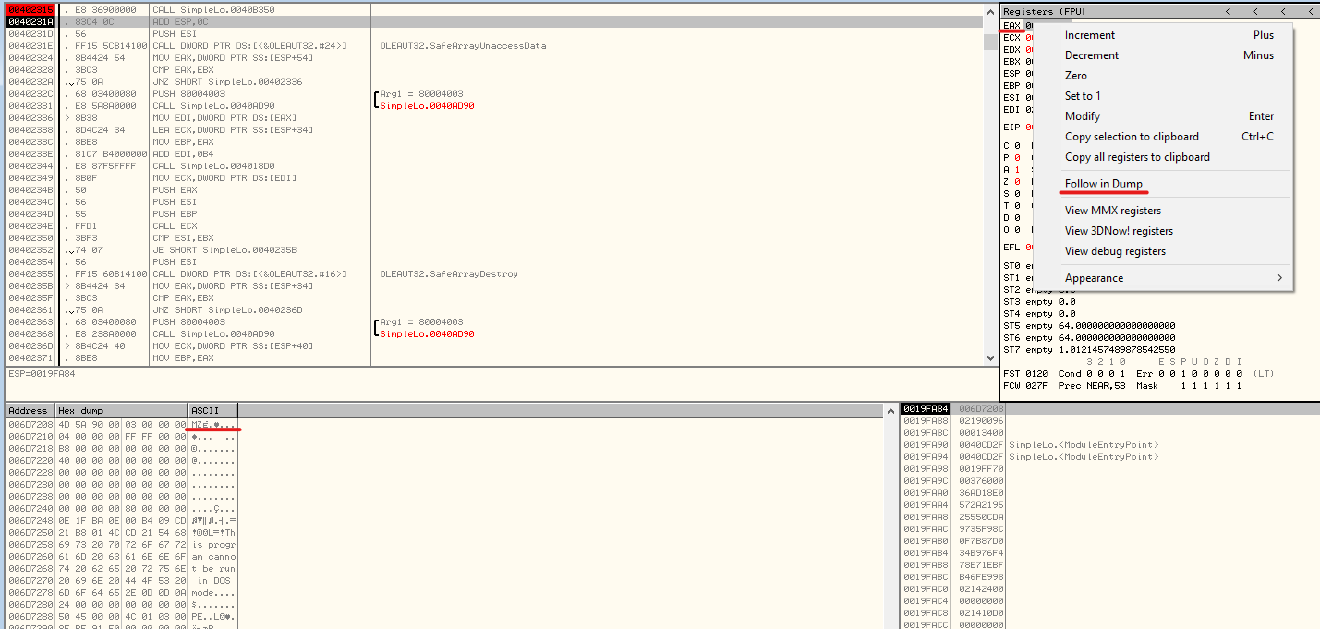 00402315 . E8 36900000 CALL SimpleLo.0040B350
0040231A . 83C4 0C ADD ESP,0C
0040231D . 56 PUSH ESI
0040231E . FF15 5CB14100 CALL DWORD PTR DS:[<&OLEAUT32.#24>] OLEAUT32.SafeArrayUnaccessData
00402324 . 8B4424 54 MOV EAX,DWORD PTR SS:[ESP+54]
00402328 . 3BC3 CMP EAX,EBX
0040232A . 75 0A JNZ SHORT SimpleLo.00402336
0040232C . 68 03400080 PUSH 80004003 Arg1 = 80004003
00402331 . E8 5A8A0000 CALL SimpleLo.0040AD90 SimpleLo.0040AD90
00402336 > 8B38 MOV EDI,DWORD PTR DS:[EAX]
00402338 . 8D4C24 34 LEA ECX,DWORD PTR SS:[ESP+34]
0040233C . 8BE8 MOV EBP,EAX
0040233E . 81C7 B4000000 ADD EDI,0B4
00402344 . E8 87F5FFFF CALL SimpleLo.004018D0
00402349 . 8B0F MOV ECX,DWORD PTR DS:[EDI]
0040234B . 50 PUSH EAX
0040234C . 56 PUSH ESI
0040234D . 55 PUSH EBP
0040234E . FFD1 CALL ECX
00402350 . 3BF3 CMP ESI,EBX
00402352 . 74 07 JE SHORT SimpleLo.0040235B
00402354 . 56 PUSH ESI
00402355 . FF15 60B14100 CALL DWORD PTR DS:[<&OLEAUT32.#16>] OLEAUT32.SafeArrayDestroy
0040235B > 8B4424 34 MOV EAX,DWORD PTR SS:[ESP+34]
0040235F . 3BC3 CMP EAX,EBX
00402361 . 75 0A JNZ SHORT SimpleLo.0040236D
00402363 . 68 03400080 PUSH 80004003 Arg1 = 80004003
00402368 . E8 238A0000 CALL SimpleLo.0040AD90 SimpleLo.0040AD90
0040236D > 8B4C24 40 MOV ECX,DWORD PTR SS:[ESP+40]
00402371 . 8BE8 MOV EBP,EAX
ESP=0019FA84
Registers (FPU) < < < <
EAX
ECX
EDX
EBX
ESP
EBP
ESI
EDI
EIP
C 0
P 0
A 1
Z 0
S 0
T 0
D 0
O 0
EFL
ST0
ST1
ST2 empty
ST3 empty 0.0
ST4 empty 0.0
ST5 empty 64.000000000000000000
ST6 empty 64.000000000000000000
ST7 empty 1.0121457489878542550
3 2 1 0 E S P U O Z D I
FST 0120 Cond 0 0 0 1 Err 0 0 1 0 0 0 0 0 (LT)
FCW 027F Prec NEAR,53 Mask 1 1 1 1 1 1
Increment Plus
Decrement Minus
Zero
Set to 1
Modify Enter
Copy selection to clipboard Ctrl+C
Copy all registers to clipboard
Follow in Dump
View MMX registers
View 3DNow! registers
View debug registers
Appearance >
Address Hex dump ASCII
006D7208 4D 5A 90 00 03 00 00 00 MZÉ.♥...
006D7210 04 00 00 00 FF FF 00 00 ♦... ..
006D7218 B8 00 00 00 00 00 00 00
006D7220 40 00 00 00 00 00 00 00 @.......
006D7228 00 00 00 00 00 00 00 00 ........
006D7230 00 00 00 00 00 00 00 00 ........
006D7238 00 00 00 00 00 00 00 00 ........
006D7240 00 00 00 00 80 00 00 00 ....Ç...
006D7248 0E 1F BA 0E 00 B4 09 CD
006D7250 21 B8 01 4C CD 21 54 68
006D7258 69 73 20 70 72 6F 67 72 is progr
006D7260 61 6D 20 63 61 6E 6E 6F am canno
006D7268 74 20 62 65 20 72 75 6E t be run
006D7270 20 69 6E 20 44 4F 53 20 in DOS
006D7278 6D 6F 64 65 2E 0D 0D 0A mode....
006D7280 24 00 00 00 00 00 00 00 $.......
006D7288 50 45 00 00 4C 01 03 00 PE..L☺♥.
0019FA84 006D7208
0019FA88 02190096
0019FA8C 00013400
0019FA90 0040CD2F SimpleLo.<ModuleEntryPoint>
0019FA94 0040CD2F SimpleLo.<ModuleEntryPoint>
0019FA98 0019FF70
0019FA9C 00376000
0019FAA0 36AD18E0
0019FAA4 572A2195
0019FAA8 25550CDA
0019FAAC 9735F98C
0019FAB0 0F7B87D0
0019FAB4 34B976F4
0019FAB8 78E71EBF
0019FABC B46FE998
0019FAC0 02142400
0019FAC4 00000000
0019FAC8 021410D0
0019FACC 00000000